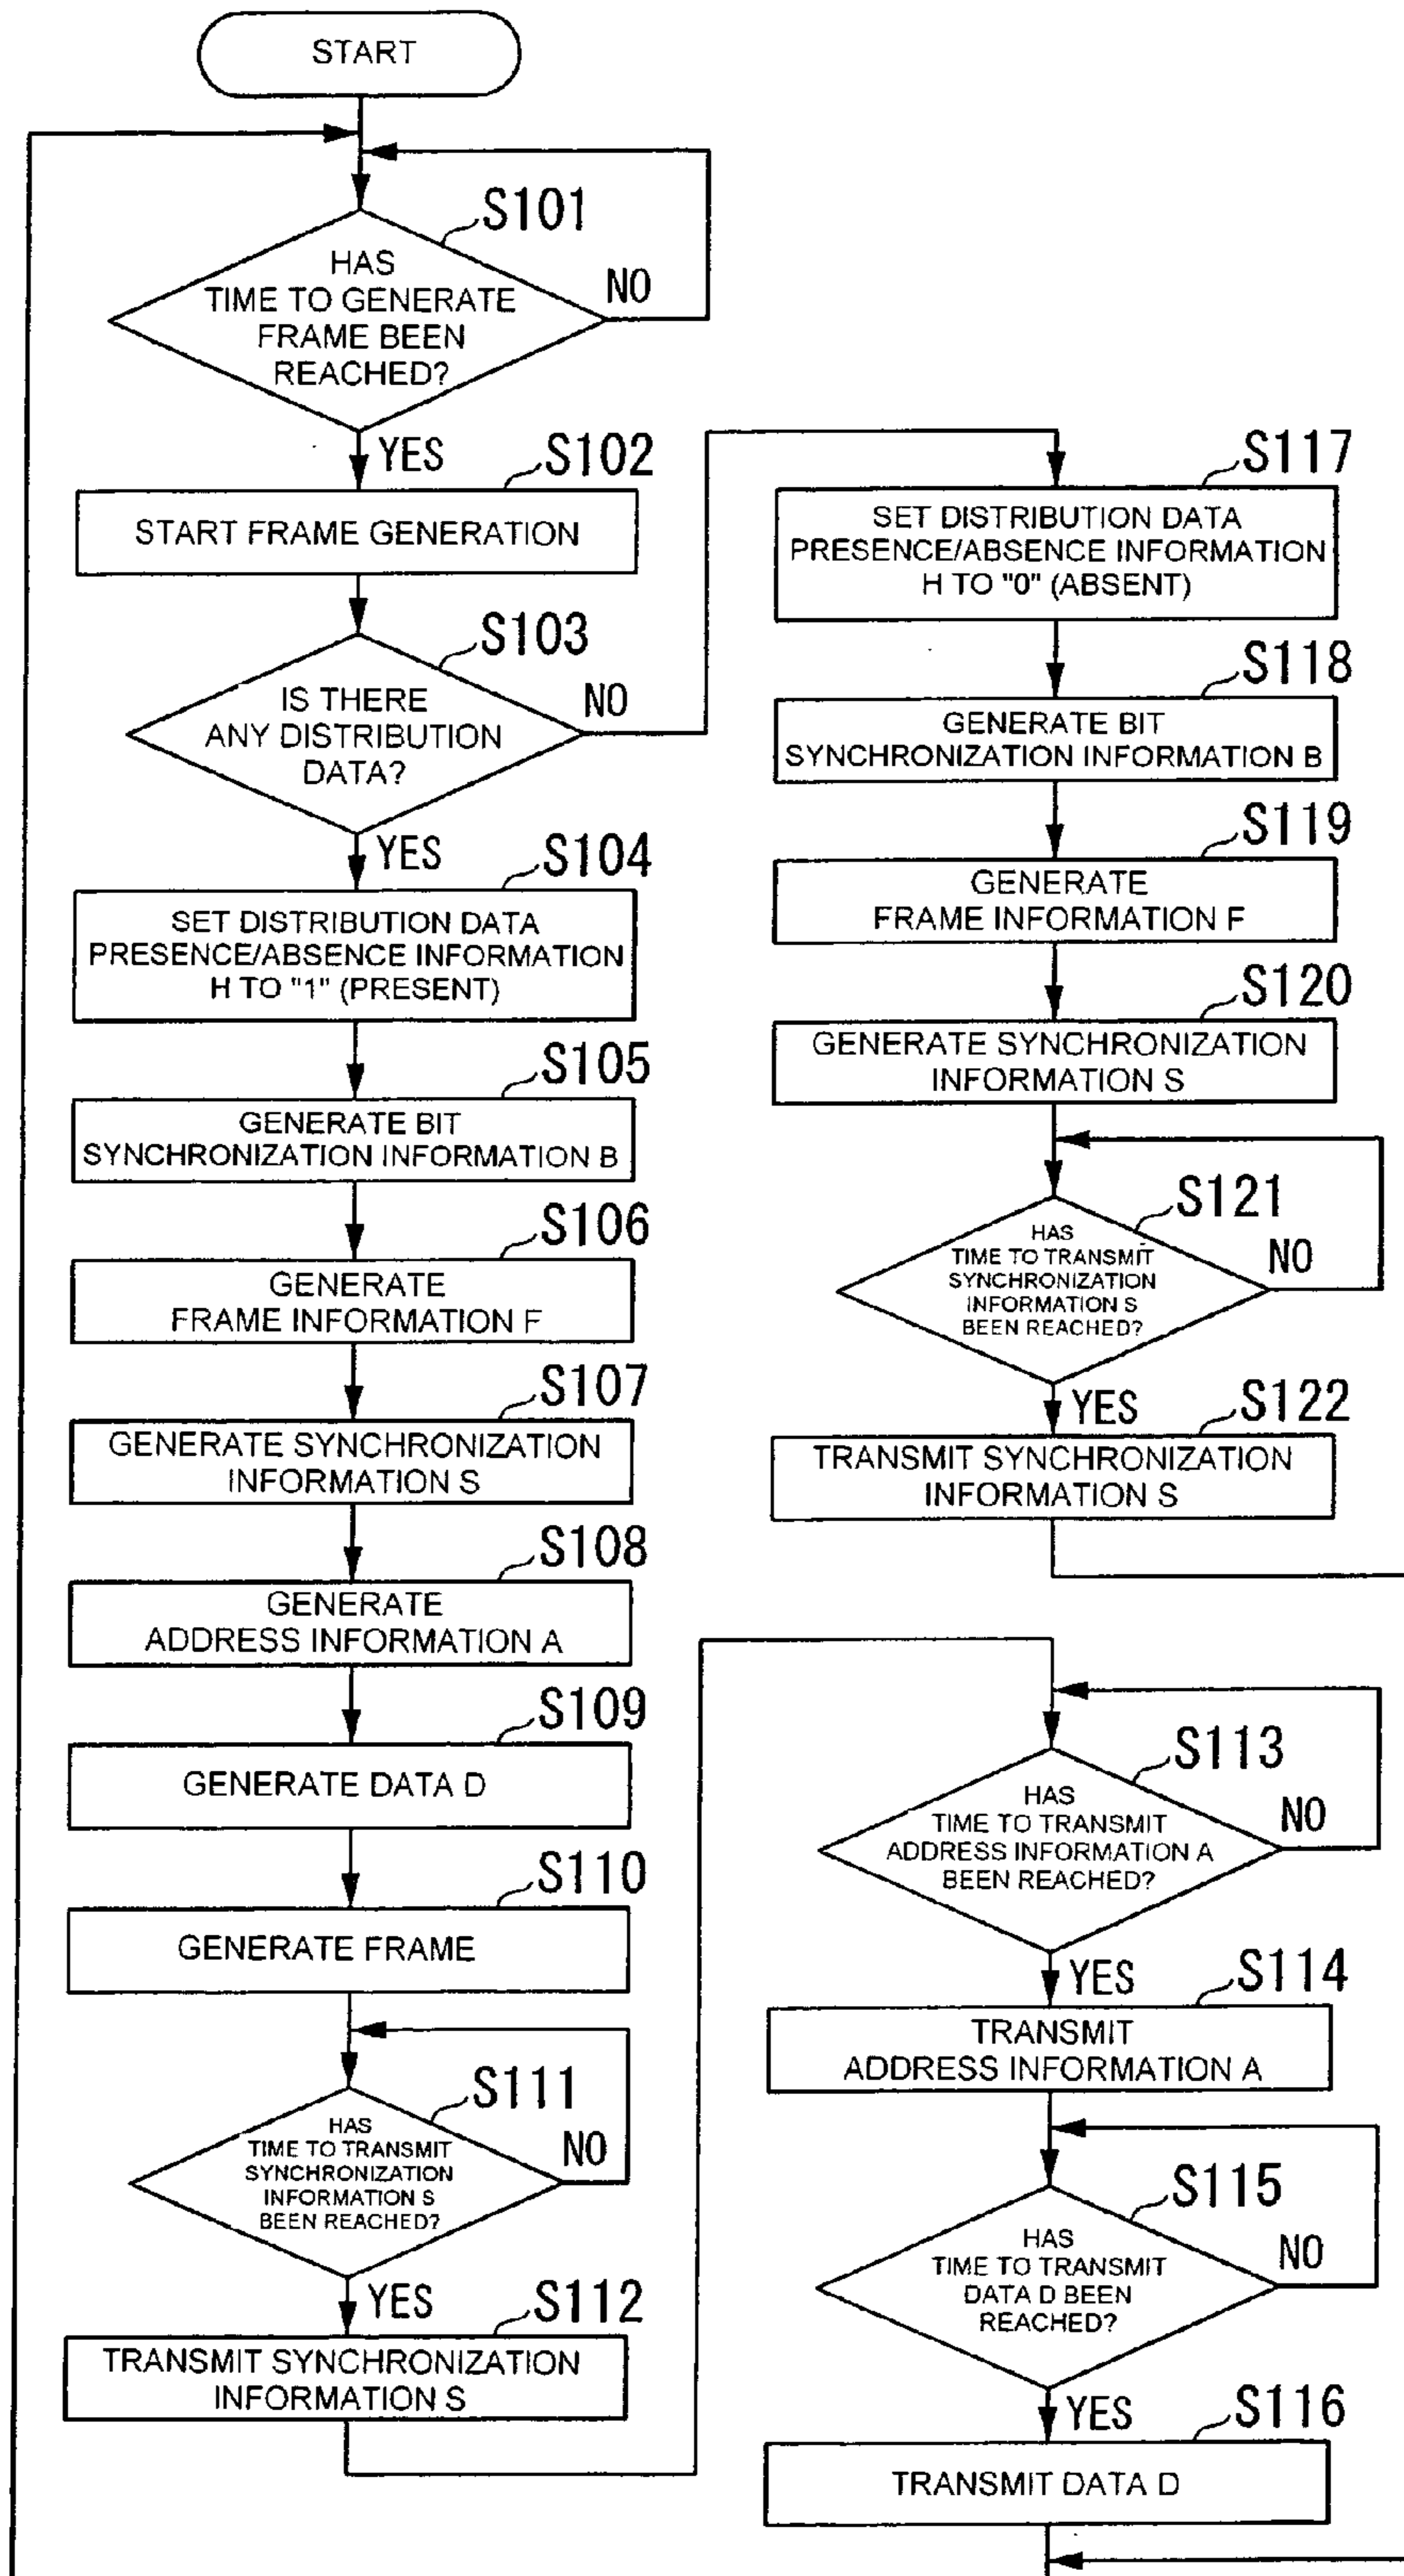 START
S101
HAS
TIME TO GENERATE
FRAME BEEN
REACHED?
NO
YES
S102
START FRAME GENERATION
S103
IS THERE
ANY DISTRIBUTION
DATA?
NO
YES
S104
SET DISTRIBUTION DATA
PRESENCE/ABSENCE INFORMATION
H TO "1" (PRESENT)
S105
GENERATE BIT
SYNCHRONIZATION INFORMATION B
S106
GENERATE
FRAME INFORMATION F
S107
GENERATE SYNCHRONIZATION
INFORMATION S
S108
GENERATE
ADDRESS INFORMATION A
S109
GENERATE DATA D
S110
GENERATE FRAME
S111
HAS
TIME TO TRANSMIT
SYNCHRONIZATION
INFORMATION S
BEEN REACHED?
NO
YES
S112
TRANSMIT SYNCHRONIZATION
INFORMATION S
S117
SET DISTRIBUTION DATA
PRESENCE/ABSENCE INFORMATION
H TO "0" (ABSENT)
S118
GENERATE BIT
SYNCHRONIZATION INFORMATION B
S119
GENERATE
FRAME INFORMATION F
S120
GENERATE SYNCHRONIZATION
INFORMATION S
S121
HAS
TIME TO TRANSMIT
SYNCHRONIZATION
INFORMATION S
BEEN REACHED?
NO
YES
S122
TRANSMIT SYNCHRONIZATION
INFORMATION S
S113
HAS
TIME TO TRANSMIT
ADDRESS INFORMATION A
BEEN REACHED?
NO
YES
S114
TRANSMIT
ADDRESS INFORMATION A
S115
HAS
TIME TO TRANSMIT
DATA D BEEN
REACHED?
NO
YES
S116
TRANSMIT DATA D